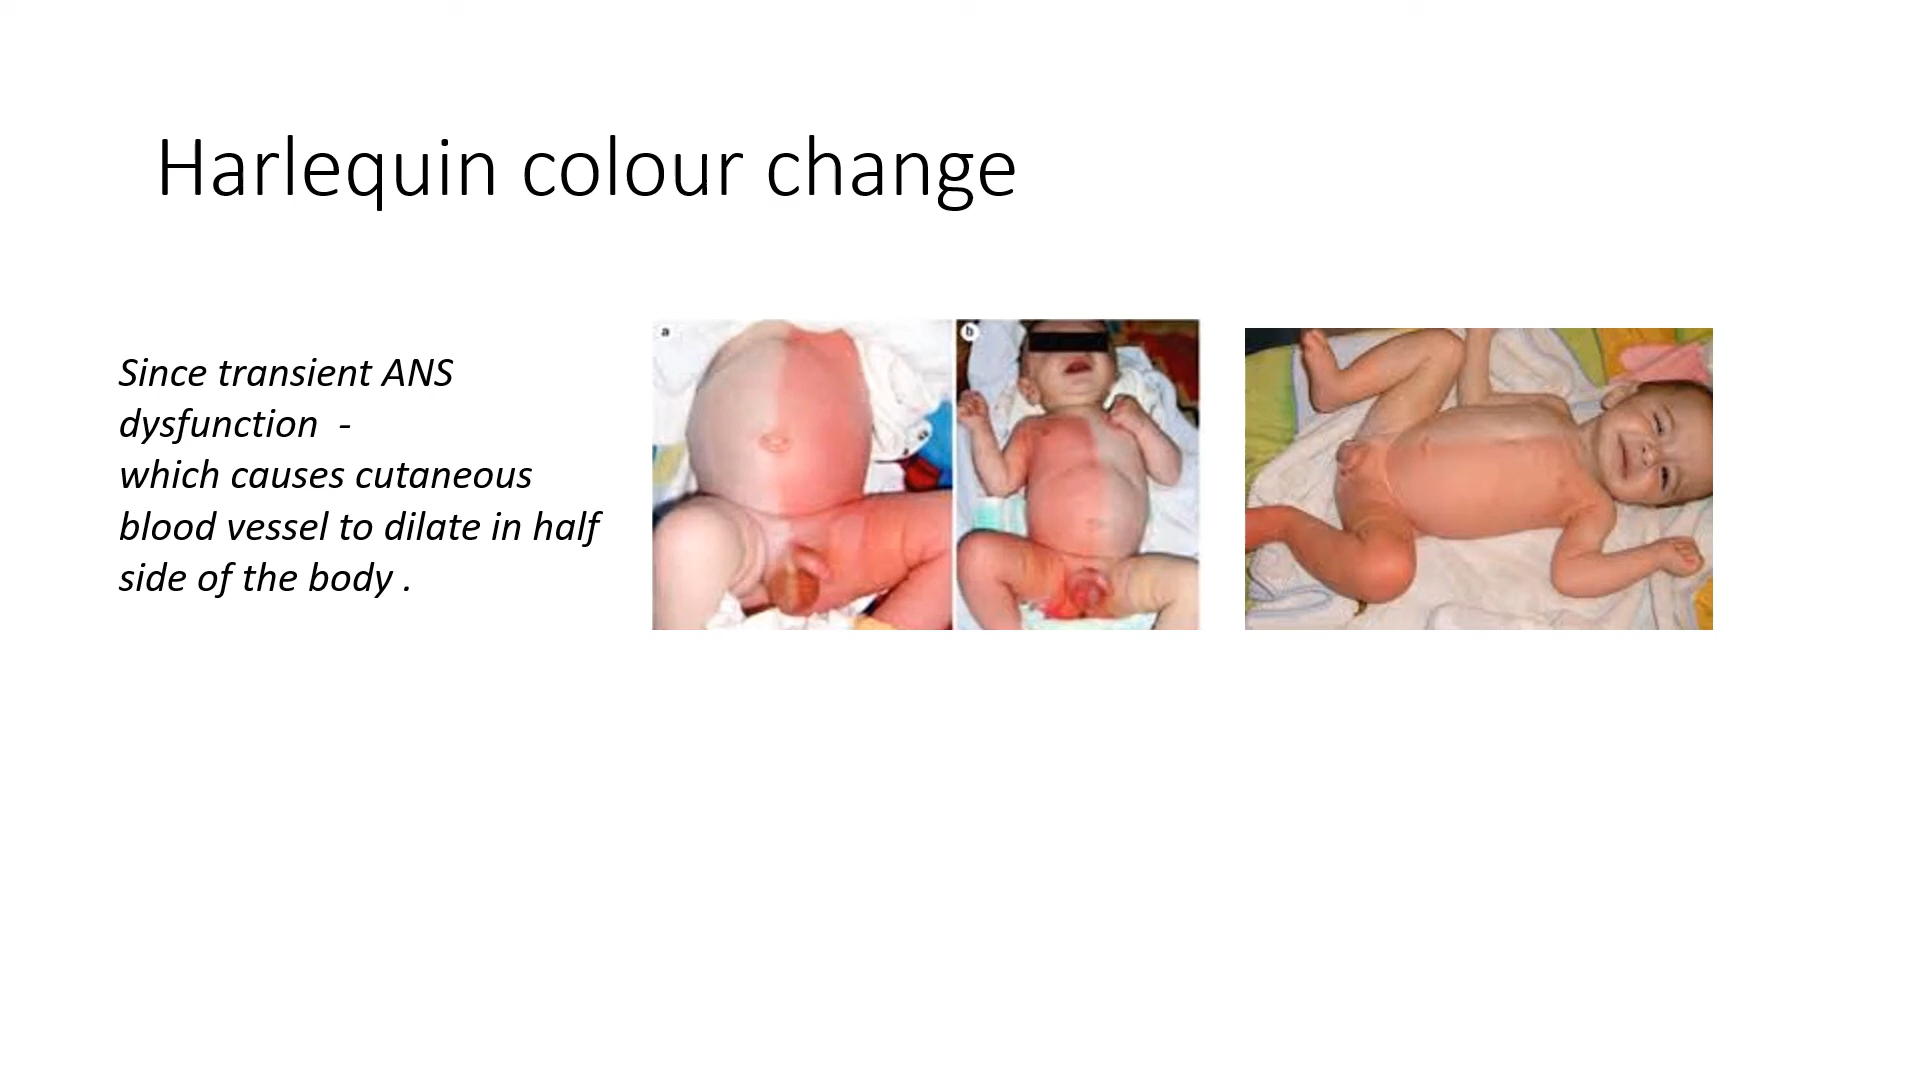 Harlequin colour change
Since transient ANS
dysfunction  -
which causes cutaneous
blood vessel to dilate in half
side of the body .
a
b